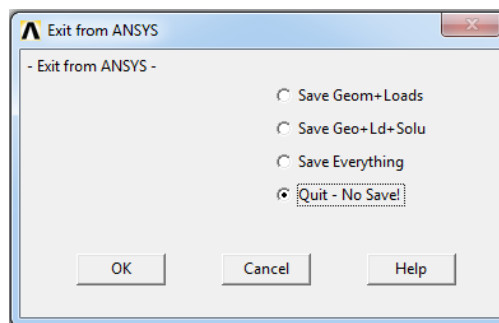 Exit from ANSYS
- Exit from ANSYS -
Save Geom+Loads
Save Geo+Ld+Solu
Save Everything
Quit - No Save!
OK Cancel Help